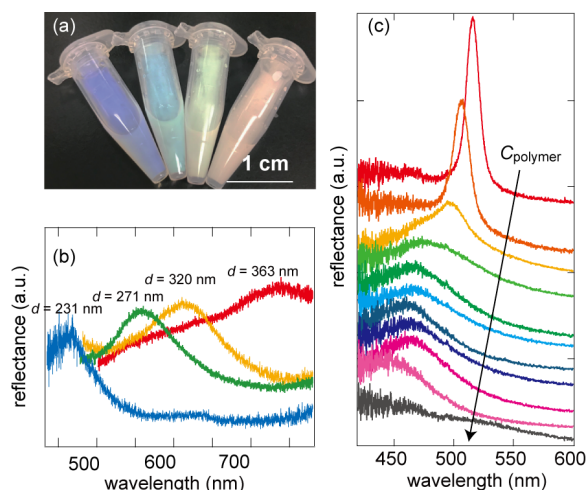 (a)
1 cm
(b)
reflectance (a.u.)
d = 231 nm
d = 271 nm
d = 320 nm
d = 363 nm
500
600
700
wavelength (nm)
(c)
reflectance (a.u.)
Cpolymer
450
500
550
600
wavelength (nm)